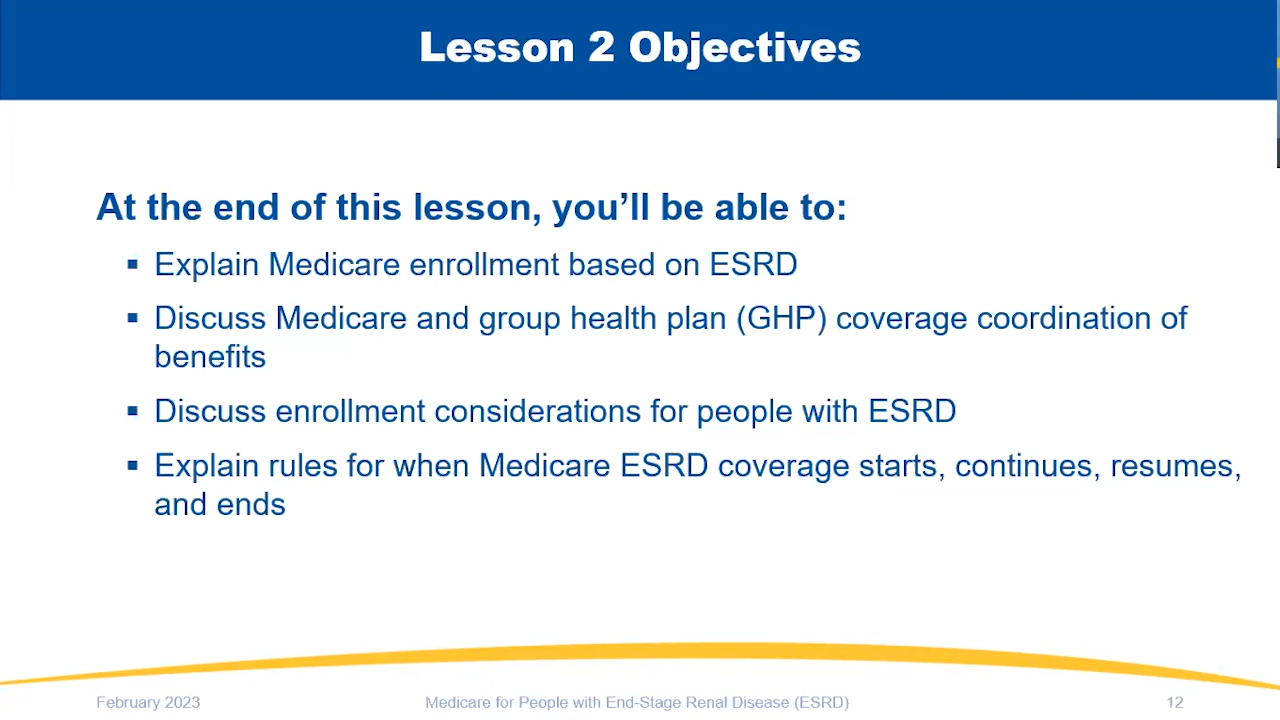 Lesson 2 Objectives
At the end of this lesson, you’ll be able to:
▪ Explain Medicare enrollment based on ESRD
▪ Discuss Medicare and group health plan (GHP) coverage coordination of
benefits
▪ Discuss enrollment considerations for people with ESRD
▪ Explain rules for when Medicare ESRD coverage starts, continues, resumes,
and ends
February 2023 Medicare for People with End-Stage Renal Disease (ESRD) 12